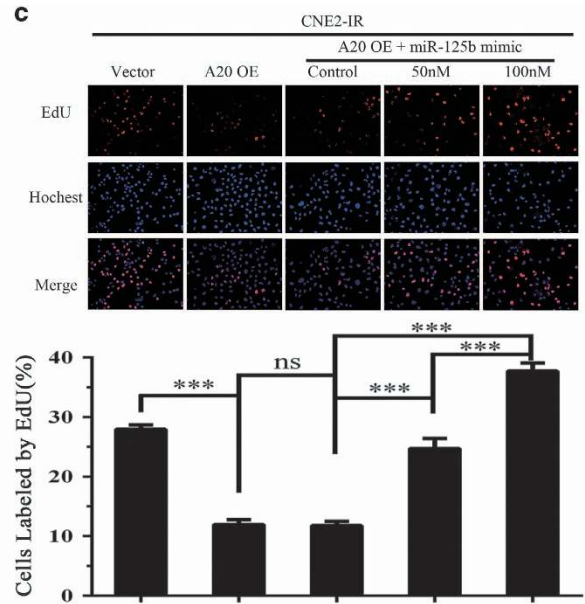 c
CNE2-IR
A20 OE + miR-125b mimic
Vector A20 OE Control 50nM 100nM
EdU
Hochest
Merge
Cells Labeled by EdU(%)
40
30
20
10
0
***
ns
***
***
***